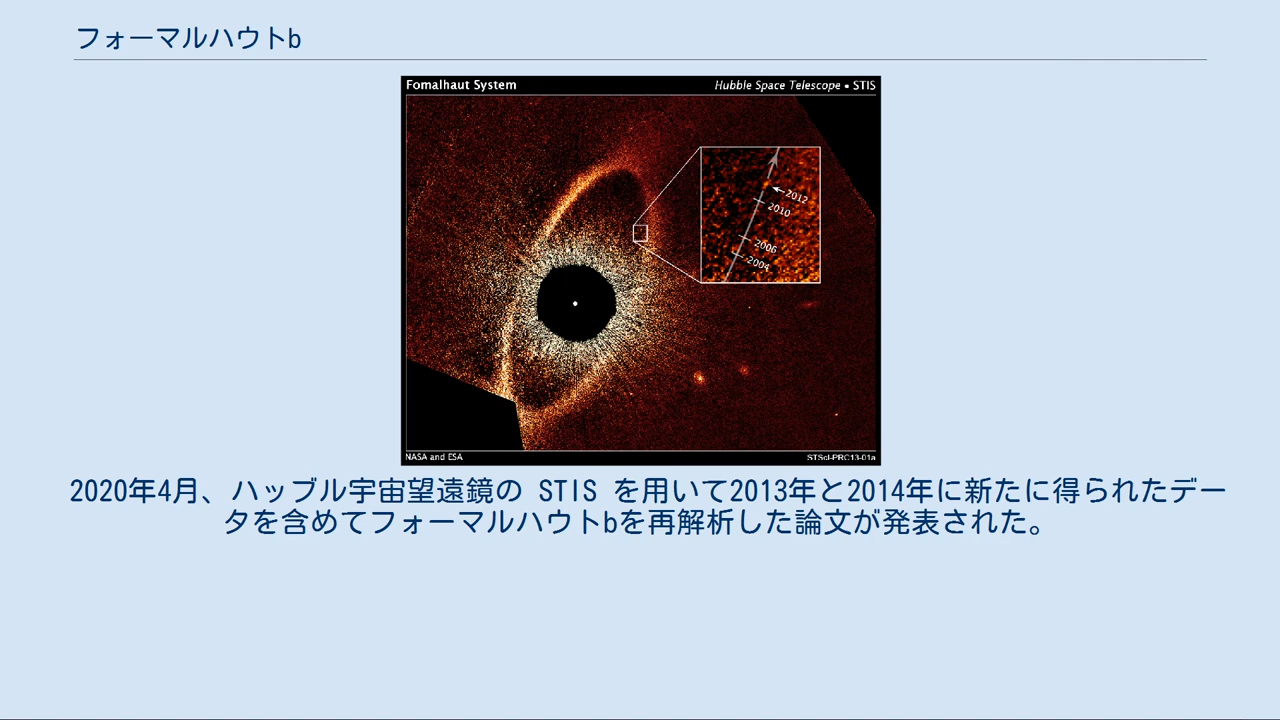 フォーマルハウトb
Fomalhaut System
Hubble Space Telescope • STIS
2012
2010
2006
2004
NASA and ESA
STScI-PRC13-01a
2020年4月、ハッブル宇宙望遠鏡の STIS を用いて2013年と2014年に新たに得られたデー
タを含めてフォーマルハウトbを再解析した論文が発表された。